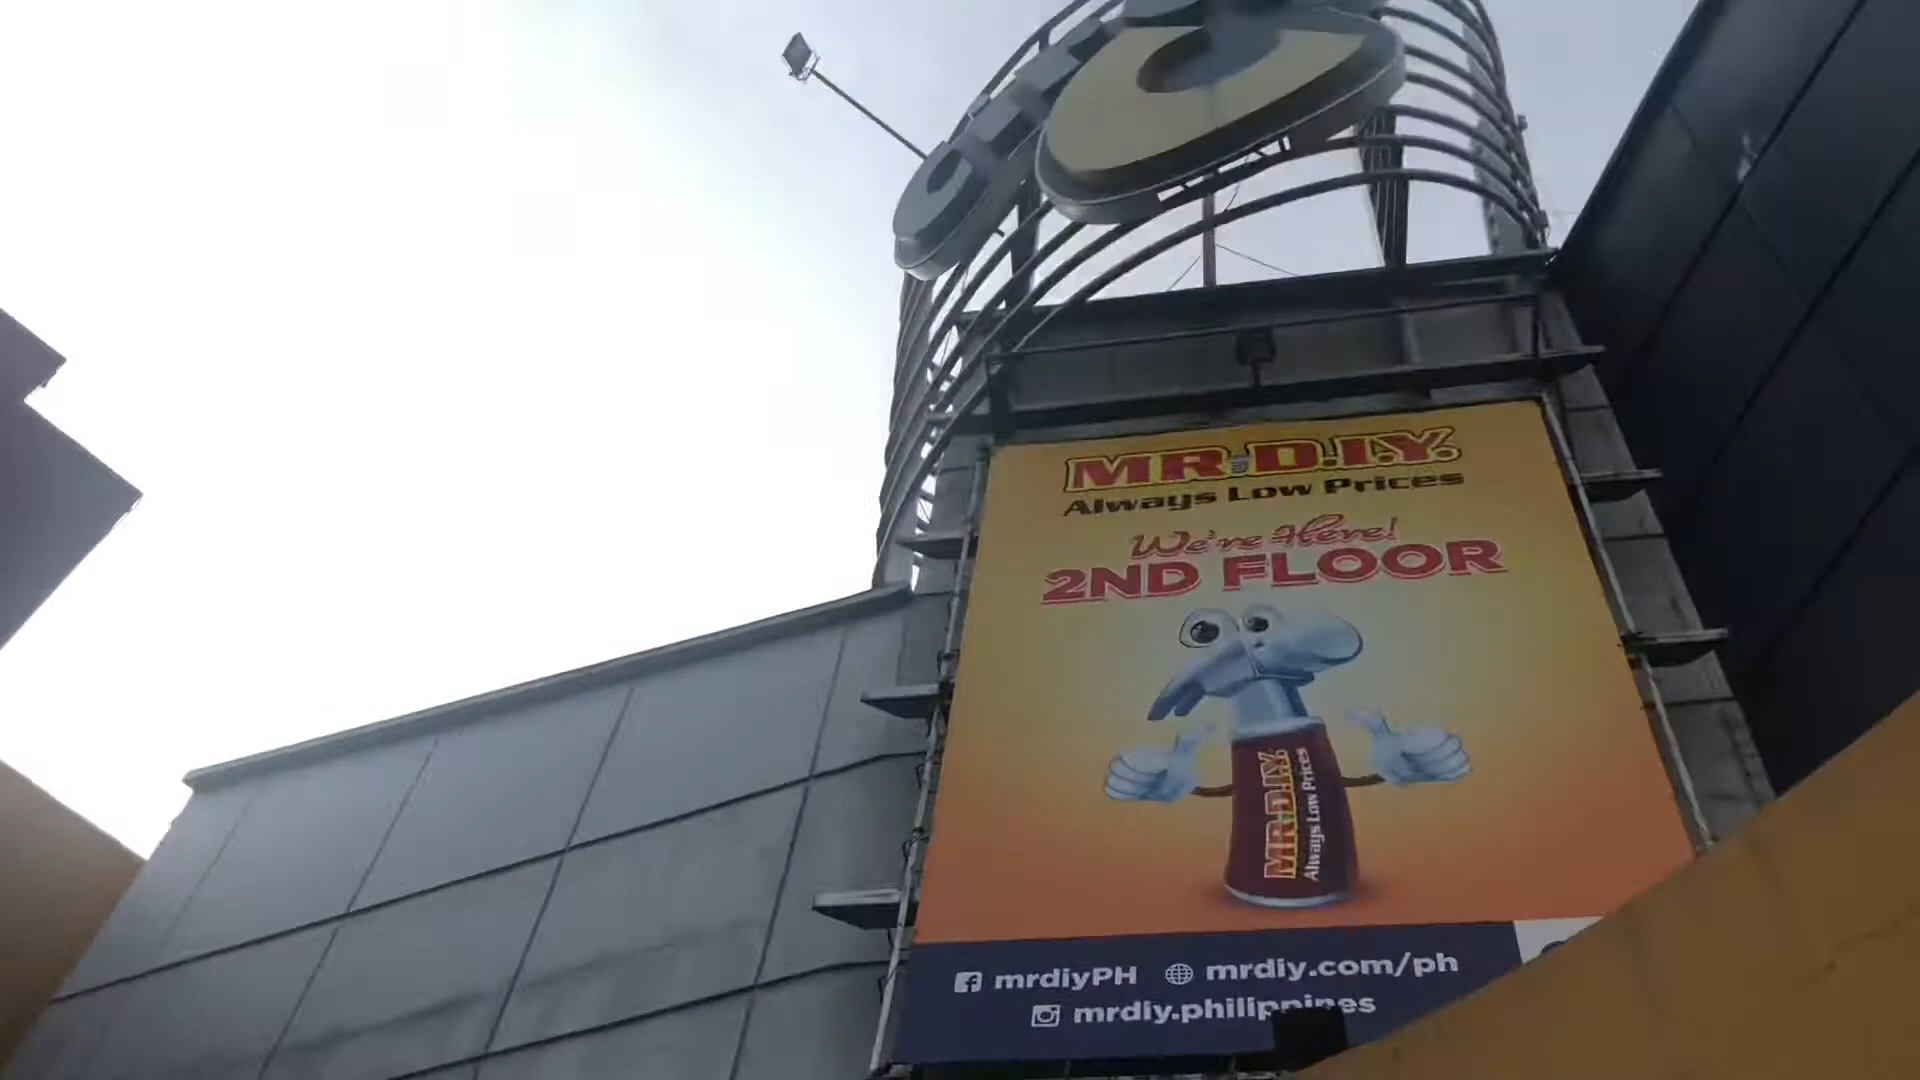 MR.D.I.Y.
Always Low Prices
We're Here!
2ND FLOOR
MR.D.I.Y.
Always Low Prices
mrdiyPH mrdiy.com/ph
mrdiy.philippines